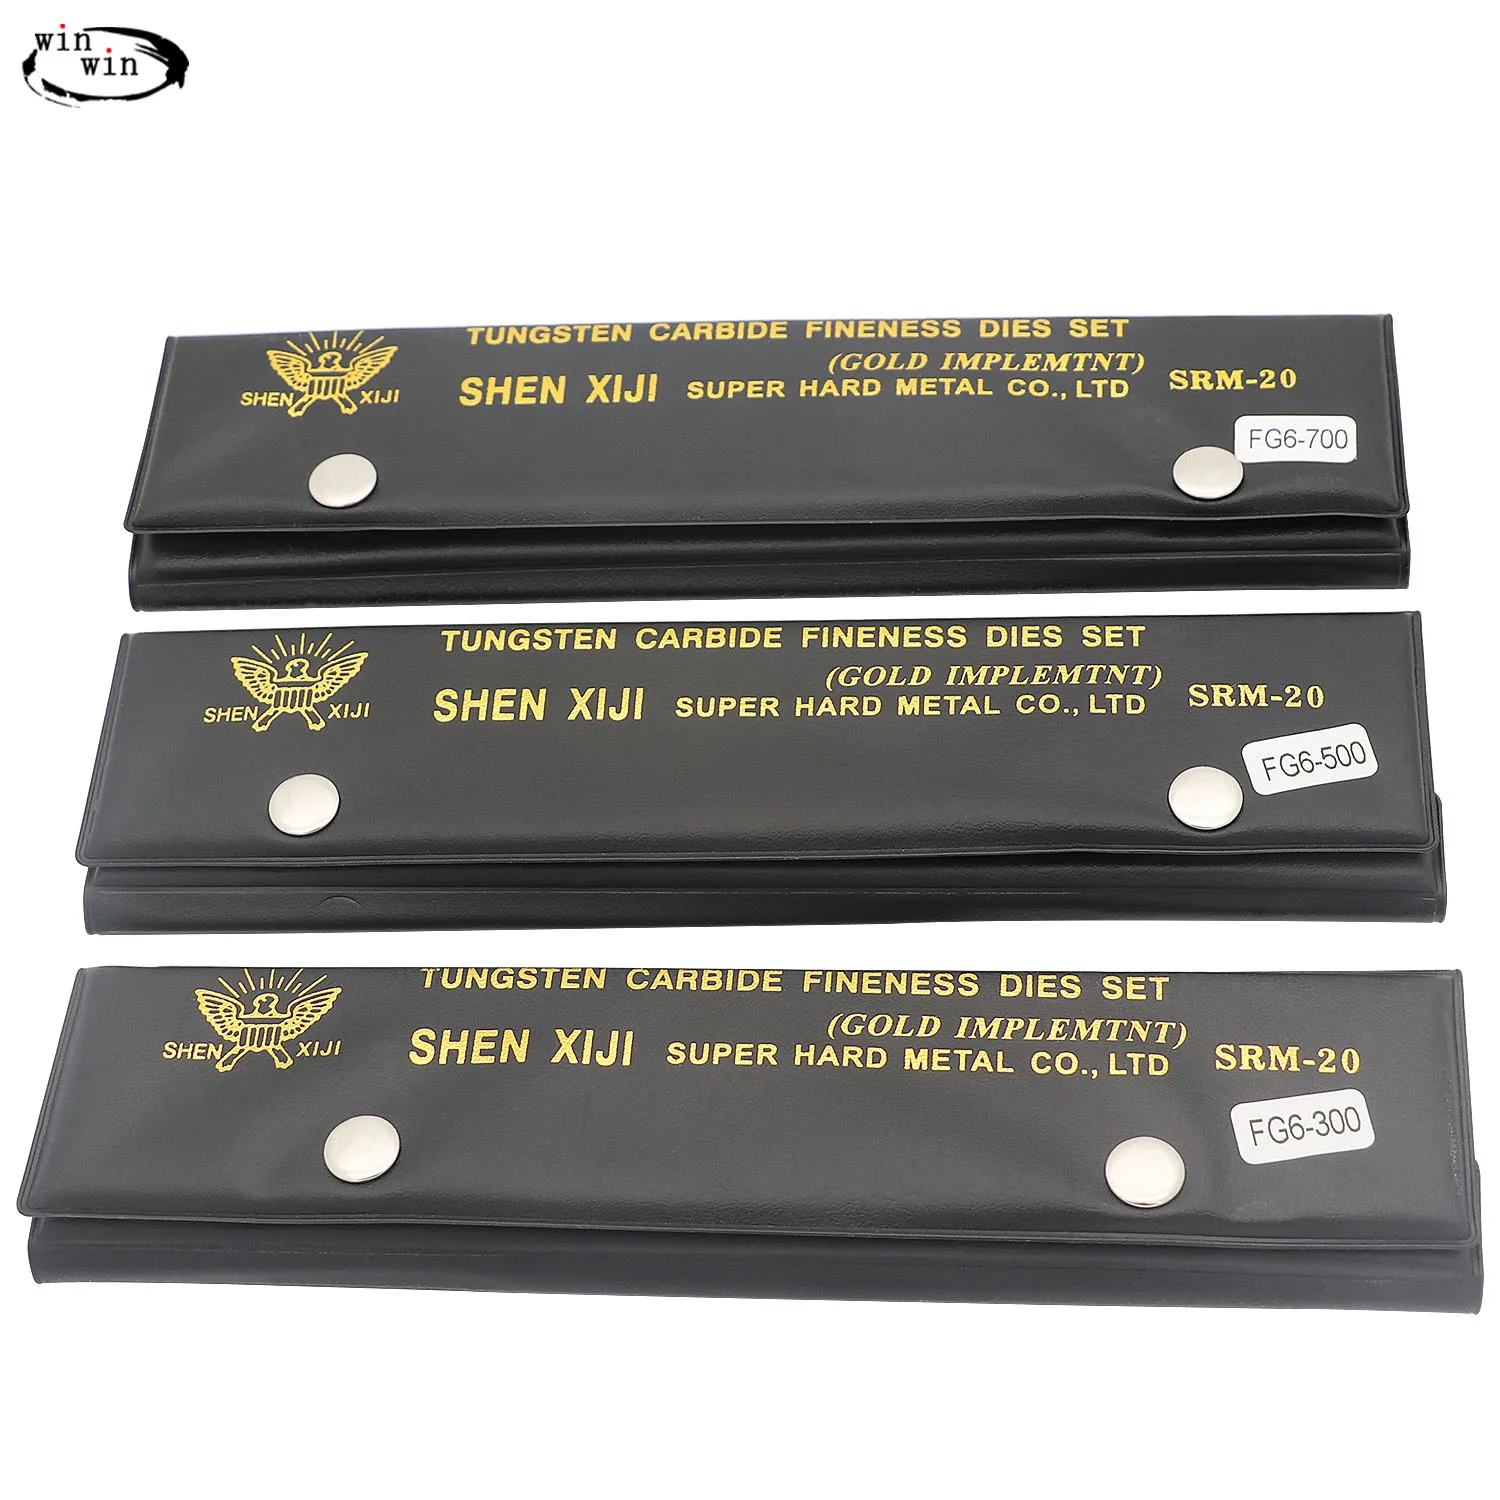 win
win
TUNGSTEN CARBIDE FINENESS DIES SET
(GOLD IMPLEMTNT)
SHEN XIJI
SHEN XIJI SUPER HARD METAL CO., LTD SRM-20
FG6-700
TUNGSTEN CARBIDE FINENESS DIES SET
(GOLD IMPLEMTNT)
SHEN XIJI
SHEN XIJI SUPER HARD METAL CO., LTD SRM-20
FG6-500
TUNGSTEN CARBIDE FINENESS DIES SET
(GOLD IMPLEMTNT)
SHEN XIJI
SHEN XIJI SUPER HARD METAL CO., LTD SRM-20
FG6-300